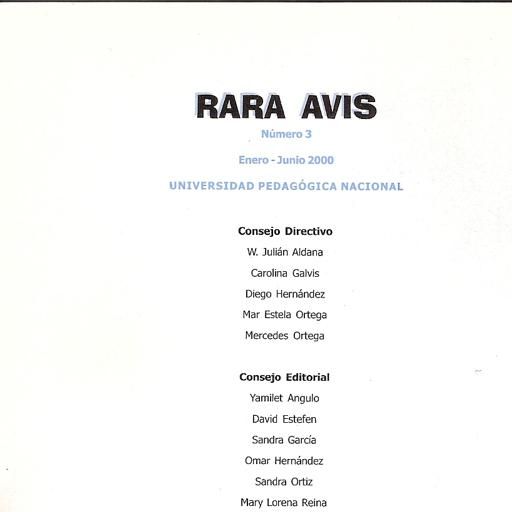 RARA AVIS
Número 3
Enero - Junio 2000
UNIVERSIDAD PEDAGÓGICA NACIONAL
Consejo Directivo
W. Julián Aldana
Carolina Galvis
Diego Hernández
Mar Estela Ortega
Mercedes Ortega
Consejo Editorial
Yamilet Angulo
David Estefen
Sandra García
Omar Hernández
Sandra Ortiz
Mary Lorena Reina